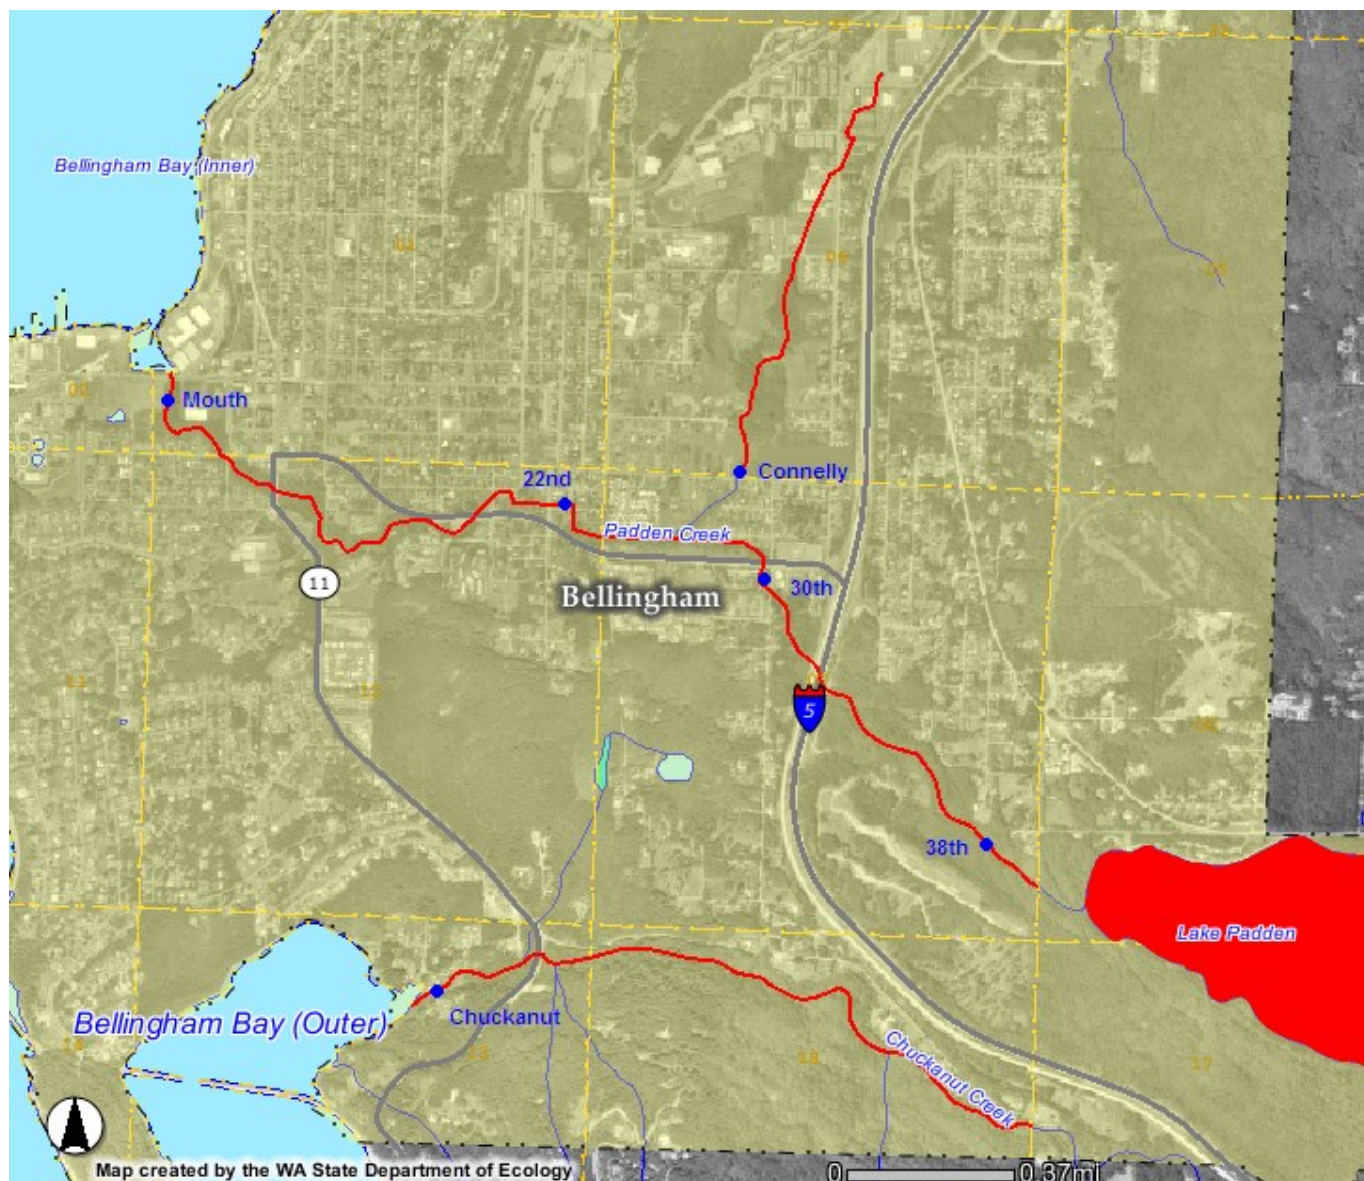 Bellingham Bay (Inner)
Mouth
22nd
Connelly
Padden Creek
30th
Bellingham
11
5
38th
Lake Padden
Chuckanut
Bellingham Bay (Outer)
Chuckanut Creek
Map created by the WA State Department of Ecology
0 0.37mi